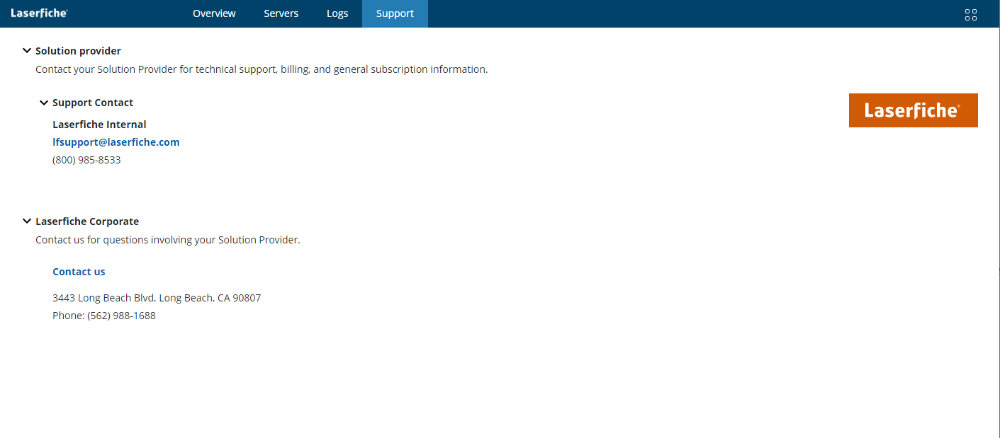 Laserfiche®
Overview
Servers
Logs
Support
Solution provider
Contact your Solution Provider for technical support, billing, and general subscription information.
Support Contact
Laserfiche®
Laserfiche Internal
lfsupport@laserfiche.com
(800) 985-8533
Laserfiche Corporate
Contact us for questions involving your Solution Provider.
Contact us
3443 Long Beach Blvd, Long Beach, CA 90807
Phone: (562) 988-1688